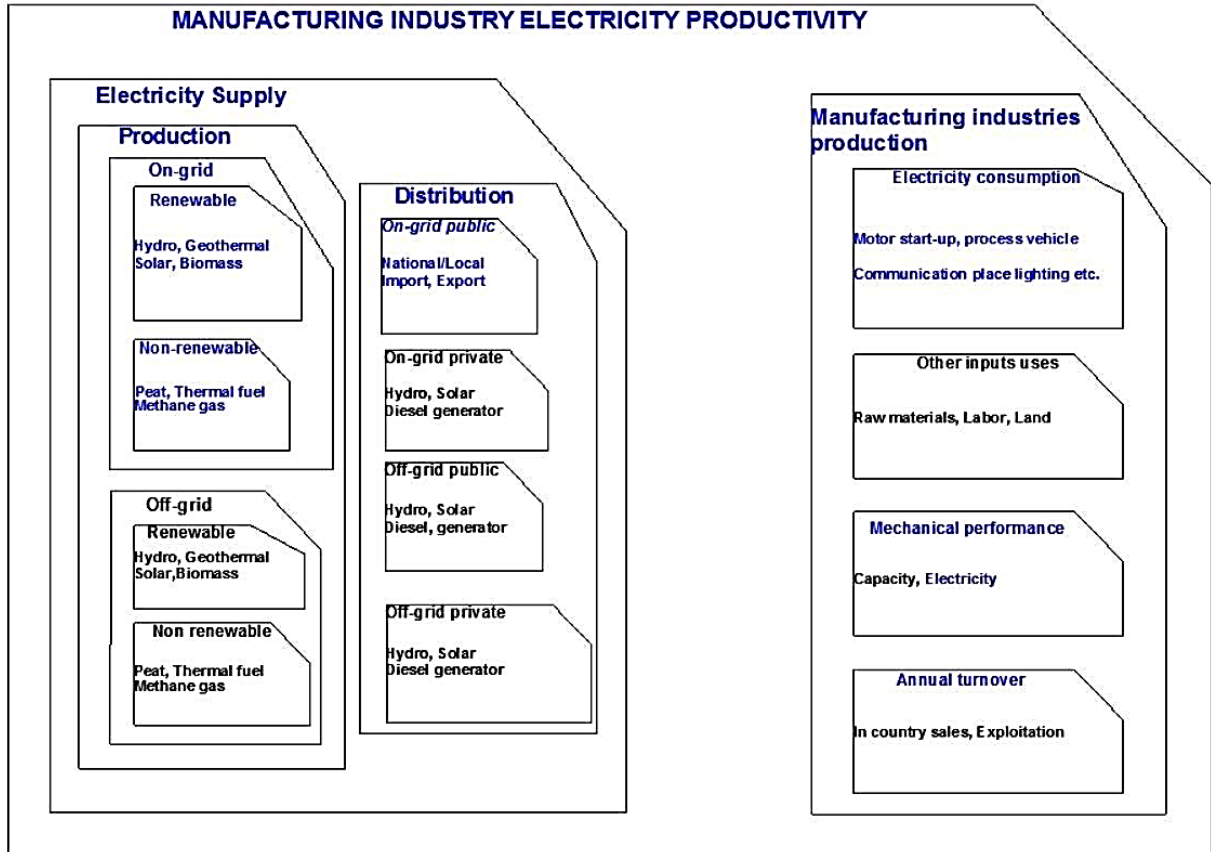 MANUFACTURING INDUSTRY ELECTRICITY PRODUCTIVITY
Electricity Supply
Production
On-grid
Renewable
Hydro, Geothermal
Solar, Biomass
Non-renewable
Peat, Thermal fuel
Methane gas
Off-grid
Renewable
Hydro, Geothermal
Solar,Biomass
Non renewable
Peat, Thermal fuel
Methane gas
Distribution
On-grid public
National/Local
Import, Export
On-grid private
Hydro, Solar
Diesel generator
Off-grid public
Hydro, Solar
Diesel, generator
Off-grid private
Hydro, Solar
Diesel generator
Manufacturing industries
production
Electricity consumption
Motor start-up, process vehicle
Communication place lighting etc.
Other inputs uses
Raw materials, Labor, Land
Mechanical performance
Capacity, Electricity
Annual turnover
In country sales, Exploitation